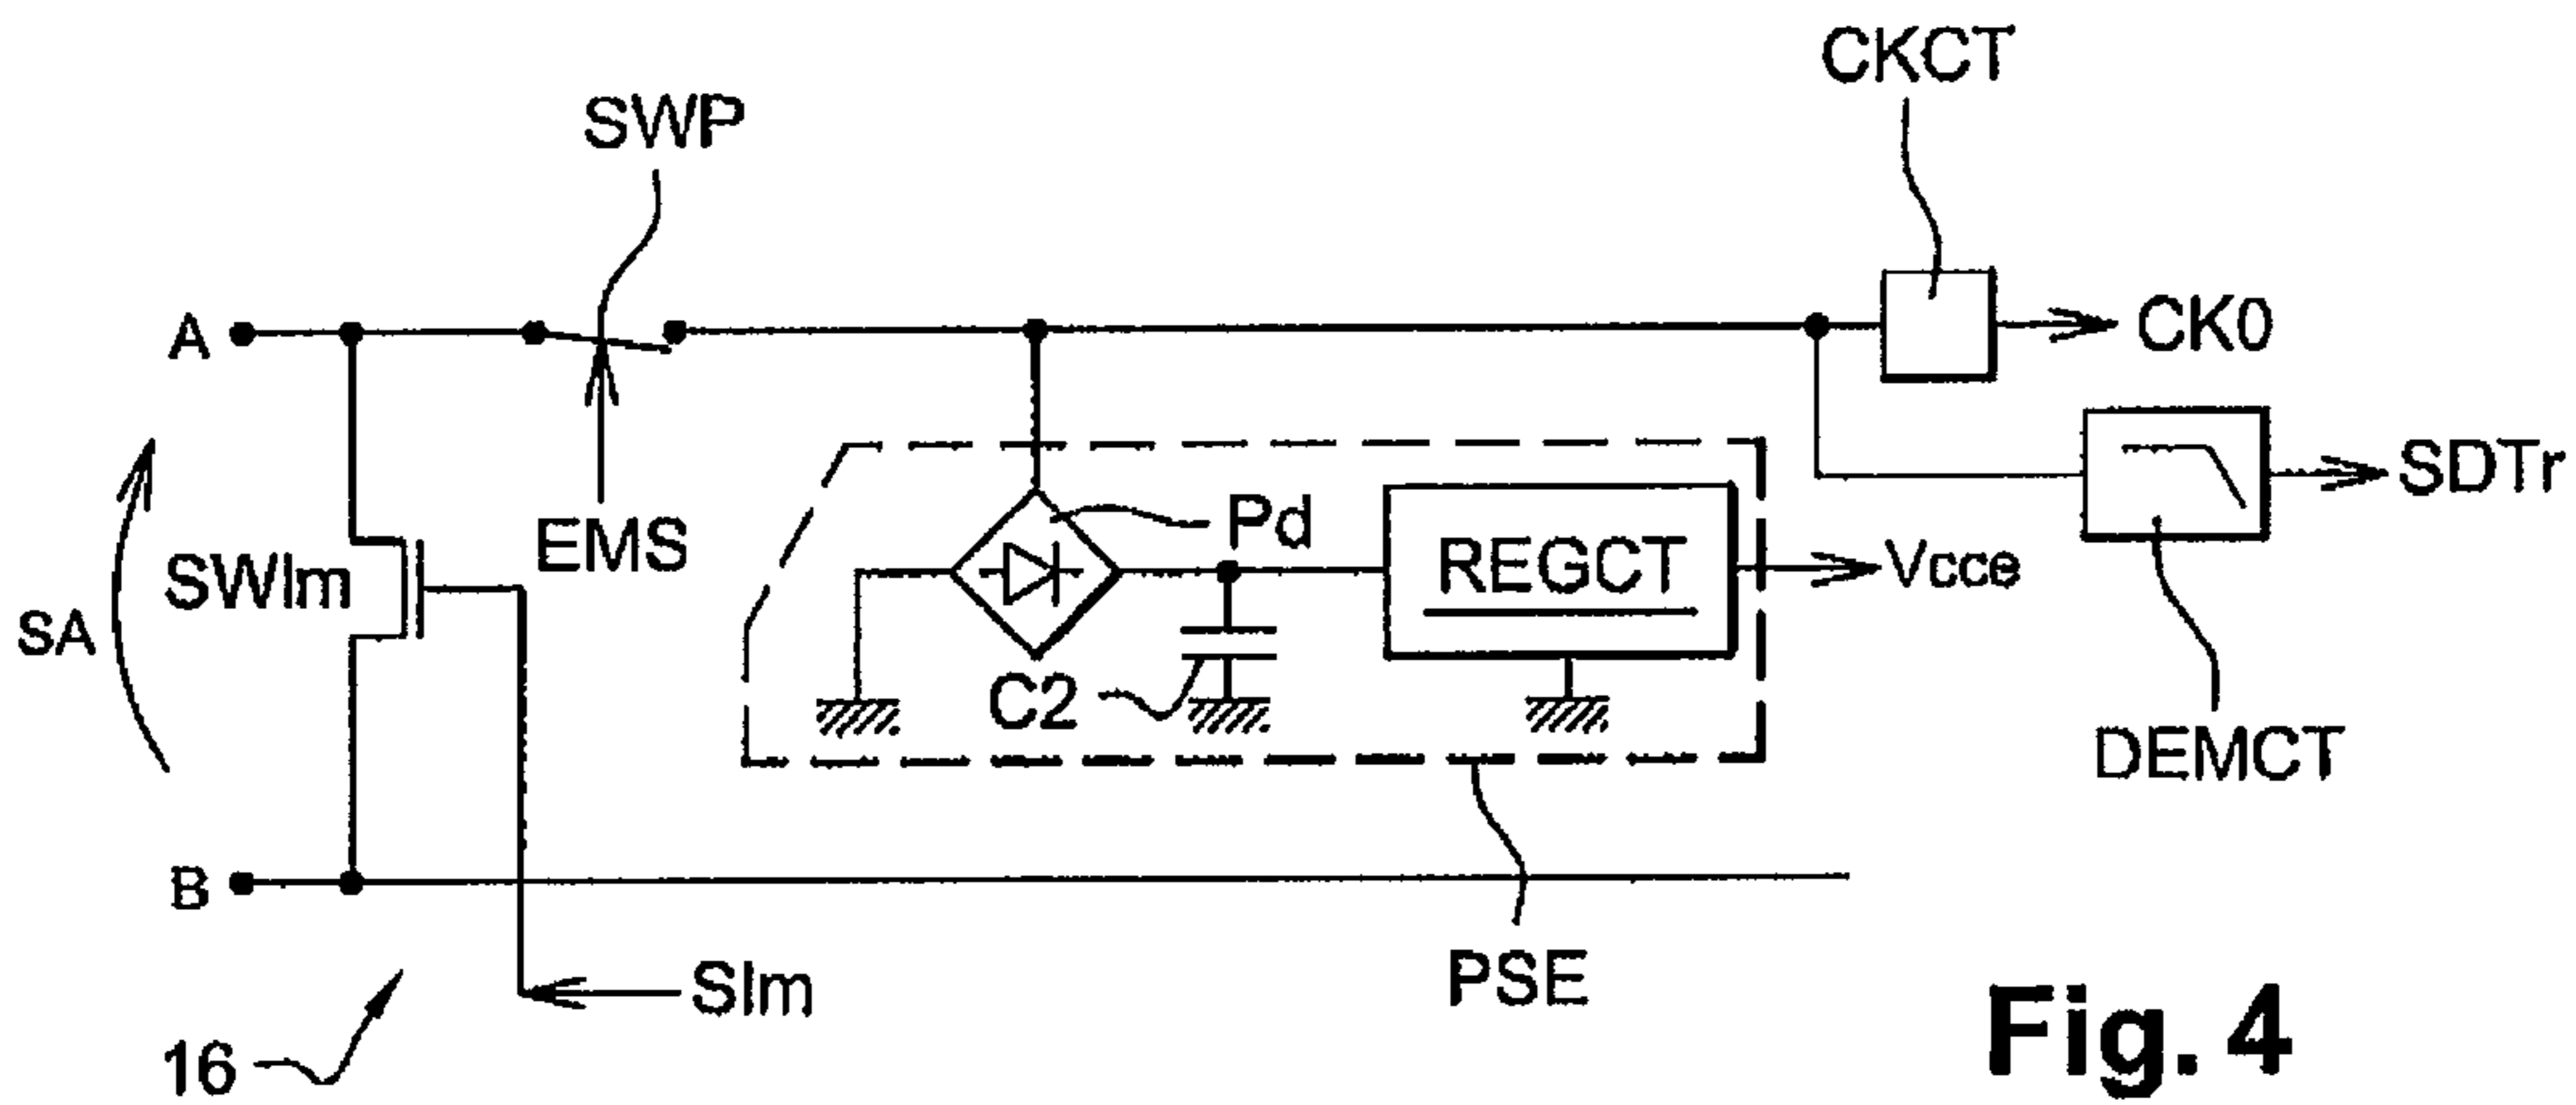 CKCT
SWP
A
CK0
SDTr
EMS
Pd
SWIm
REGCT
Vcce
SA
C2
DEMCT
B
PSE
SIm
16
Fig. 4